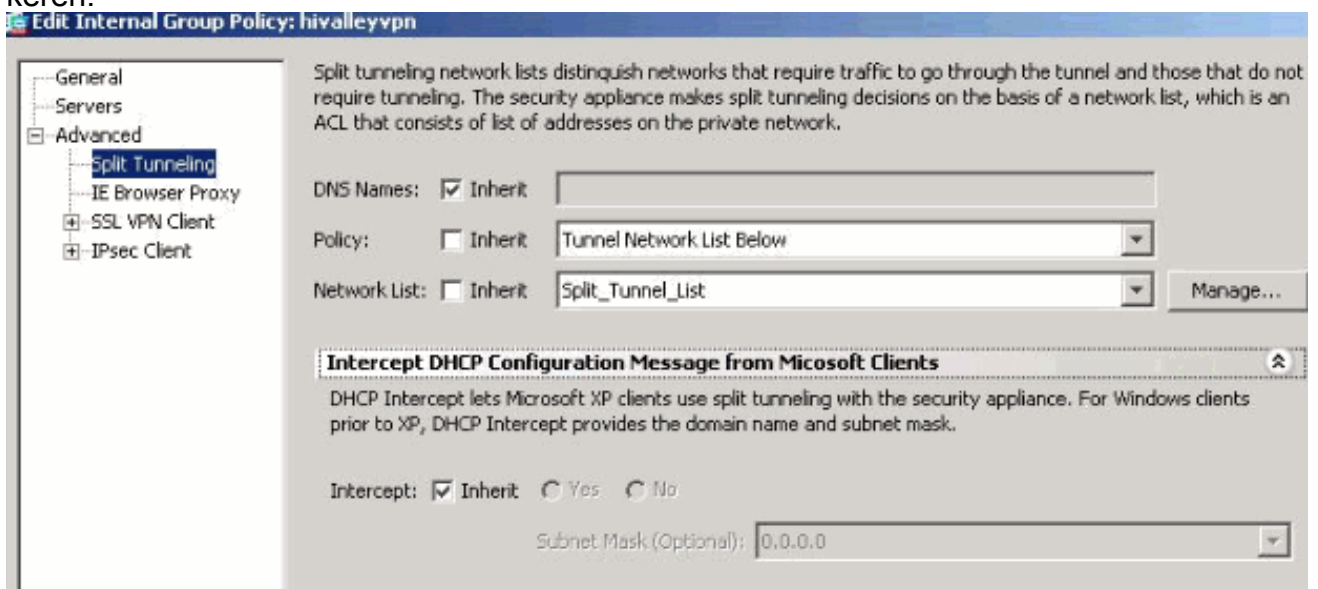 keren.
Edit Internal Group Policy: hivalleyvpn
General
Servers
Advanced
Split Tunneling
IE Browser Proxy
SSL VPN Client
IPsec Client
Split tunneling network lists distinguish networks that require traffic to go through the tunnel and those that do not
require tunneling. The security appliance makes split tunneling decisions on the basis of a network list, which is an
ACL that consists of list of addresses on the private network.
DNS Names: Inherit
Policy: Inherit Tunnel Network List Below
Network List: Inherit Split_Tunnel_List Manage...
Intercept DHCP Configuration Message from Micosoft Clients
DHCP Intercept lets Microsoft XP clients use split tunneling with the security appliance. For Windows clients
prior to XP, DHCP Intercept provides the domain name and subnet mask.
Intercept: Inherit Yes No
Subnet Mask (Optional): 0.0.0.0